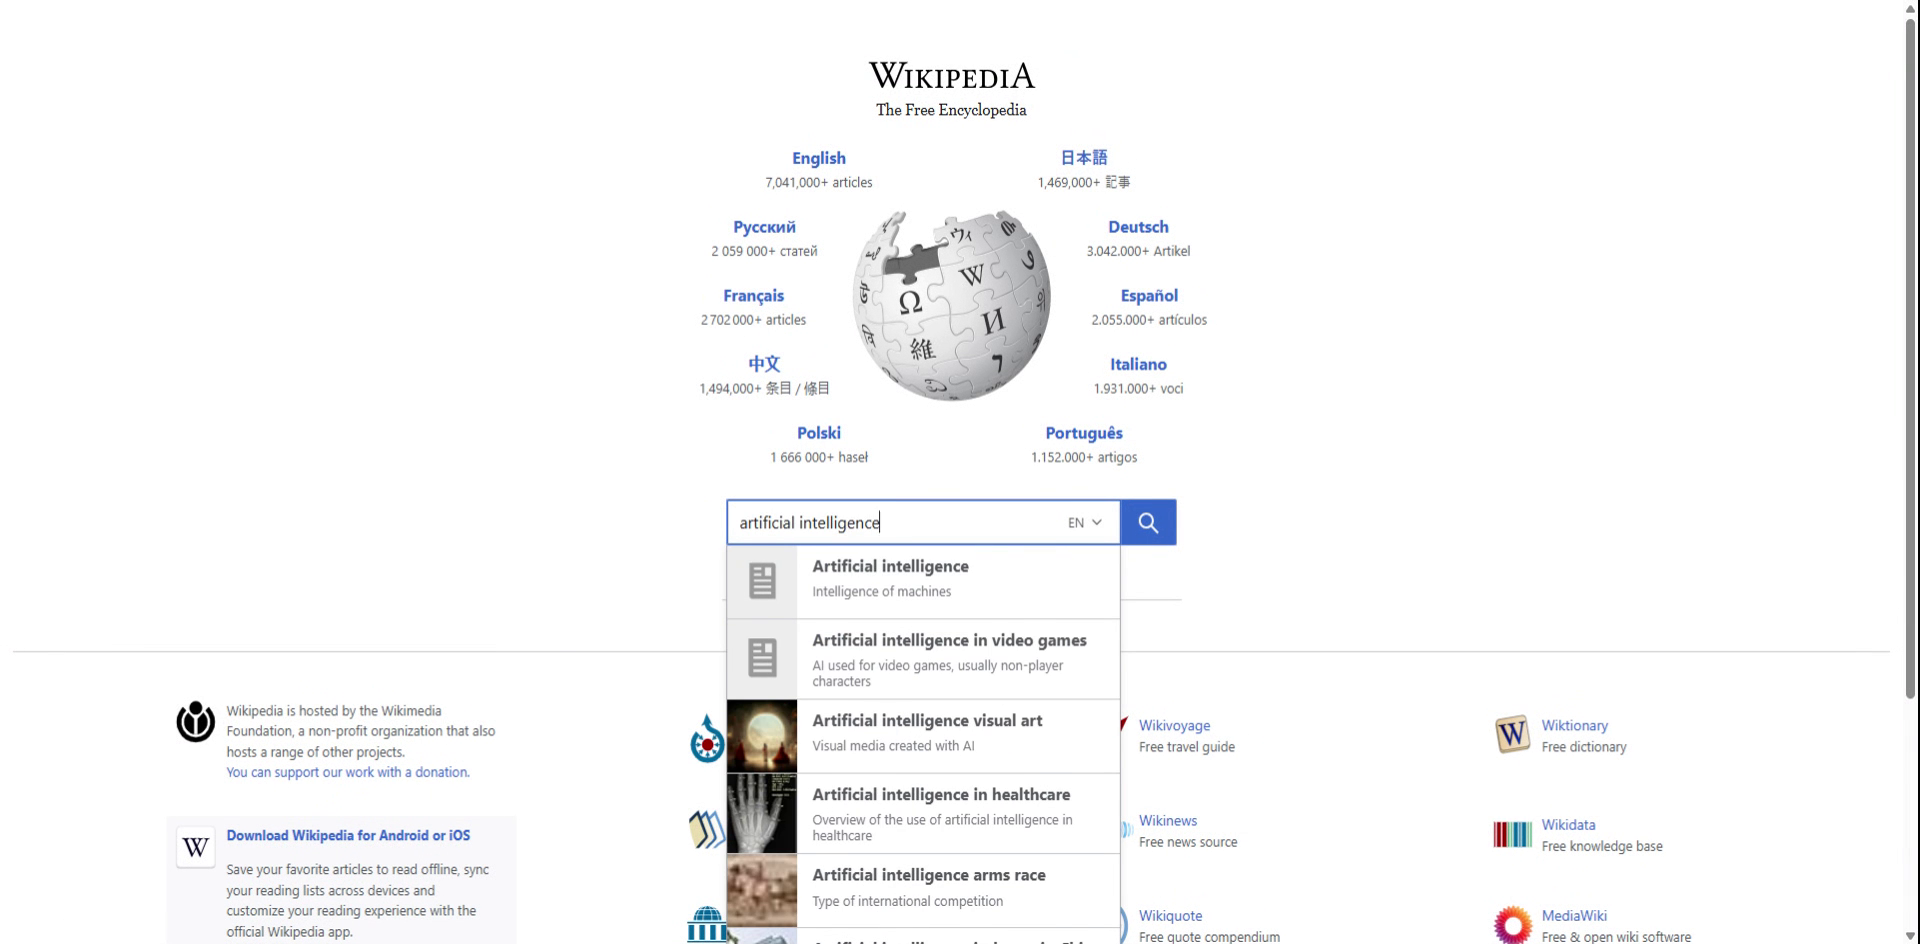 WIKIPEDIA
The Free Encyclopedia
English
7,041,000+ articles
日本語
1,469,000+ 記事
Русский
2 059 000+ статей
Deutsch
3.042.000+ Artikel
Français
2 702 000+ articles
Español
2.055.000+ artículos
中文
1,494,000+ 条目 / 條目
Italiano
1.931.000+ voci
Polski
1 666 000+ haseł
Português
1.152.000+ artigos
Ω
W
И
維
ウィ
artificial intelligence
EN
Artificial intelligence
Intelligence of machines
Artificial intelligence in video games
AI used for video games, usually non-player
characters
Artificial intelligence visual art
Visual media created with AI
Artificial intelligence in healthcare
Overview of the use of artificial intelligence in
healthcare
Artificial intelligence arms race
Type of international competition
Wikipedia is hosted by the Wikimedia
Foundation, a non-profit organization that also
hosts a range of other projects.
You can support our work with a donation.
W
Download Wikipedia for Android or iOS
Save your favorite articles to read offline, sync
your reading lists across devices and
customize your reading experience with the
official Wikipedia app.
Wikivoyage
Free travel guide
W
Wiktionary
Free dictionary
Wikinews
Free news source
Wikidata
Free knowledge base
Wikiquote
Free quote compendium
MediaWiki
Free & open wiki software